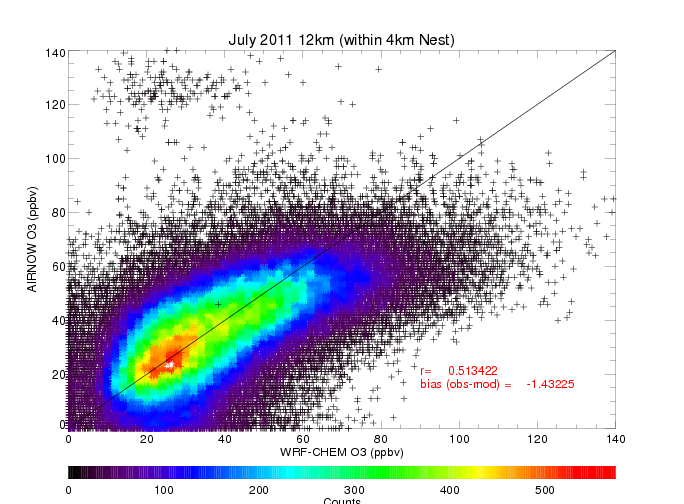 July 2011 12km (within 4km Nest)
140
120
100
80
60
40
20
0
AIRNOW O3 (ppbv)
r= 0.513422
bias (obs-mod) = -1.43225
0 20 40 60 80 100 120 140
WRF-CHEM O3 (ppbv)
0 100 200 300 400 500
Counts